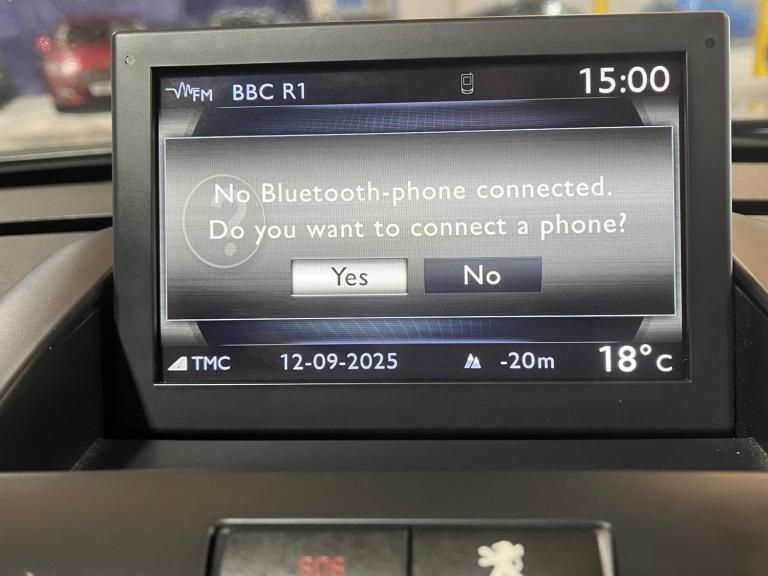 FM BBC R1 15:00
No Bluetooth-phone connected.
Do you want to connect a phone?
Yes No
TMC 12-09-2025 -20m 18°C
SOS